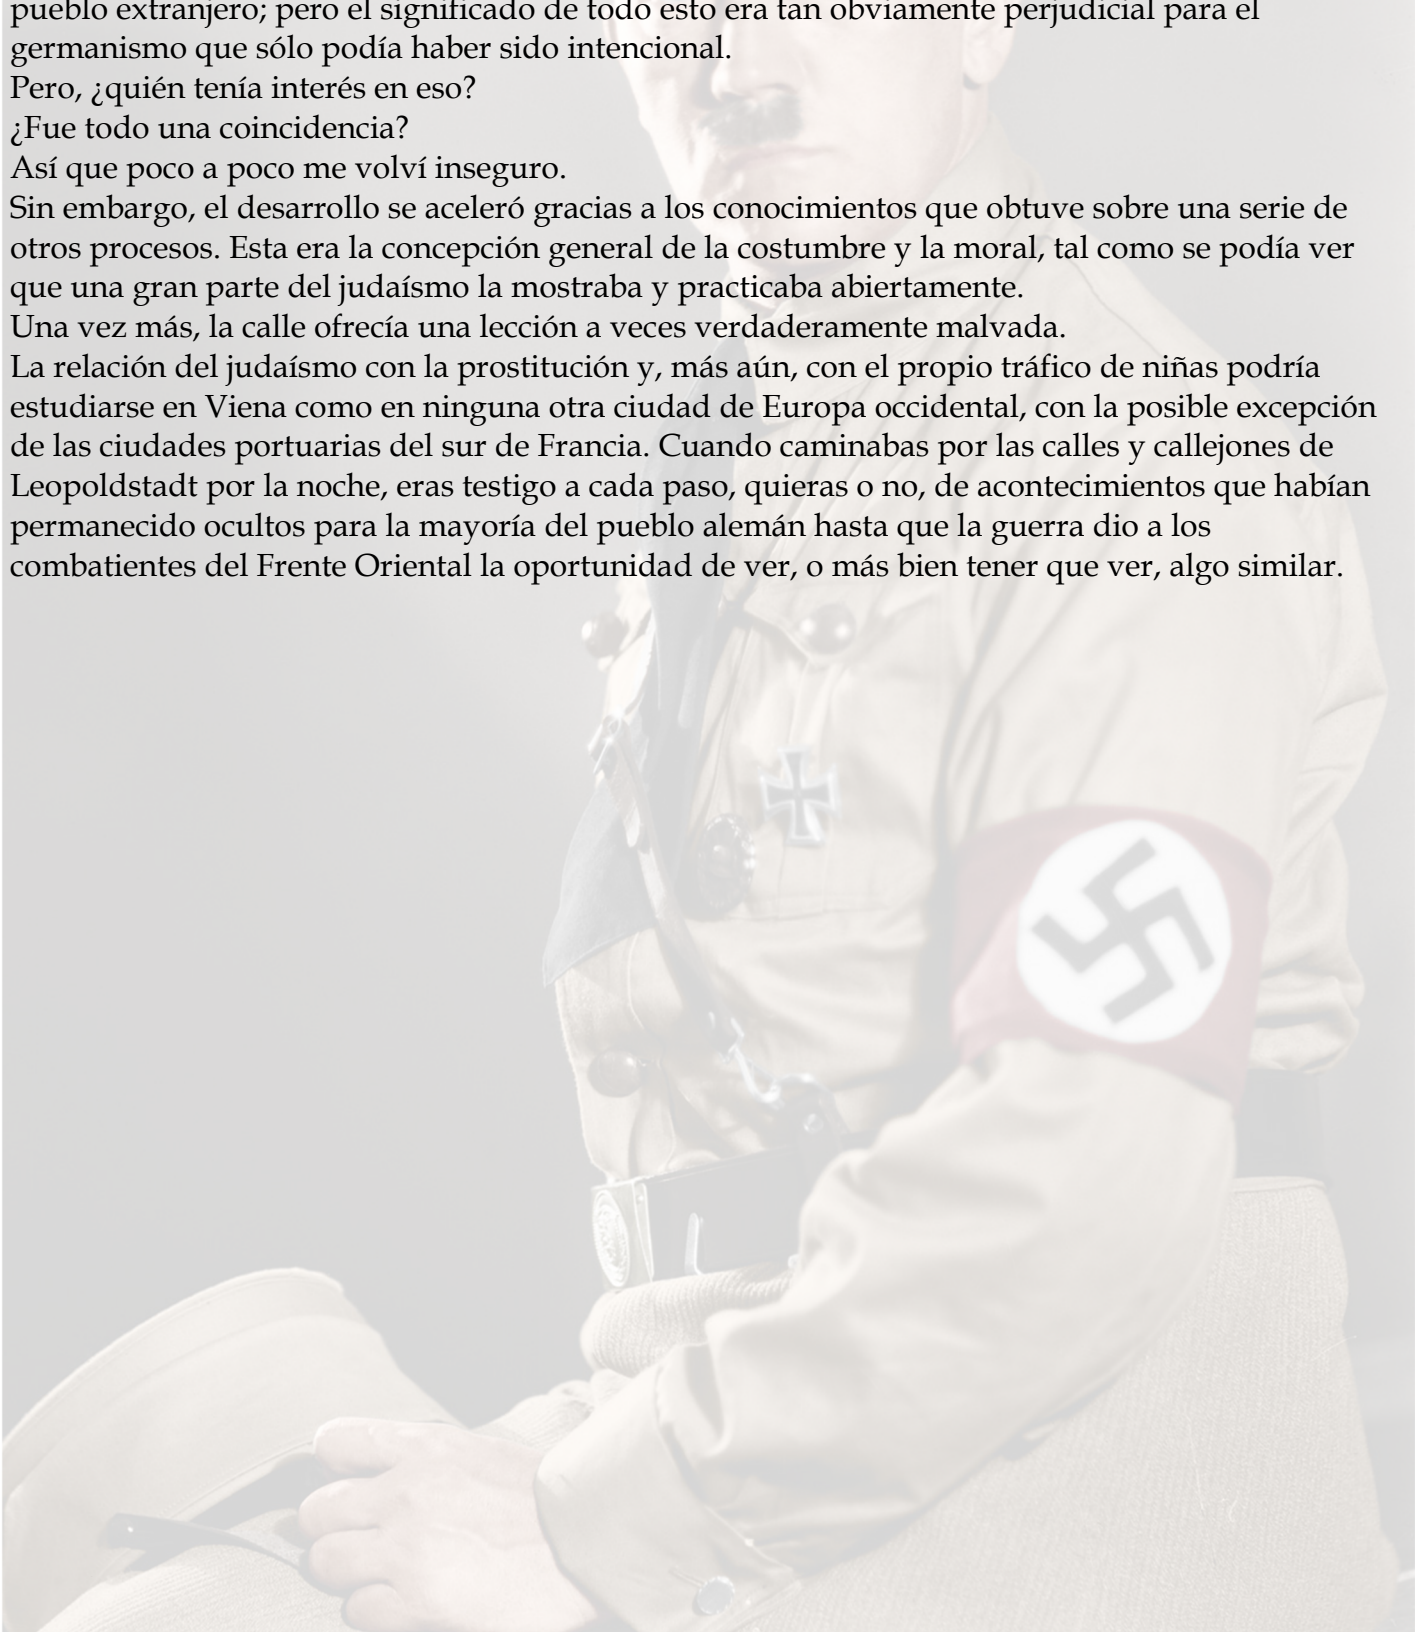 pueblo extranjero; pero el significado de todo esto era tan obviamente perjudicial para el
germanismo que sólo podía haber sido intencional.
Pero, ¿quién tenía interés en eso?
¿Fue todo una coincidencia?
Así que poco a poco me volví inseguro.
Sin embargo, el desarrollo se aceleró gracias a los conocimientos que obtuve sobre una serie de
otros procesos. Esta era la concepción general de la costumbre y la moral, tal como se podía ver
que una gran parte del judaísmo la mostraba y practicaba abiertamente.
Una vez más, la calle ofrecía una lección a veces verdaderamente malvada.
La relación del judaísmo con la prostitución y, más aún, con el propio tráfico de niñas podría
estudiarse en Viena como en ninguna otra ciudad de Europa occidental, con la posible excepción
de las ciudades portuarias del sur de Francia. Cuando caminabas por las calles y callejones de
Leopoldstadt por la noche, eras testigo a cada paso, quieras o no, de acontecimientos que habían
permanecido ocultos para la mayoría del pueblo alemán hasta que la guerra dio a los
combatientes del Frente Oriental la oportunidad de ver, o más bien tener que ver, algo similar.